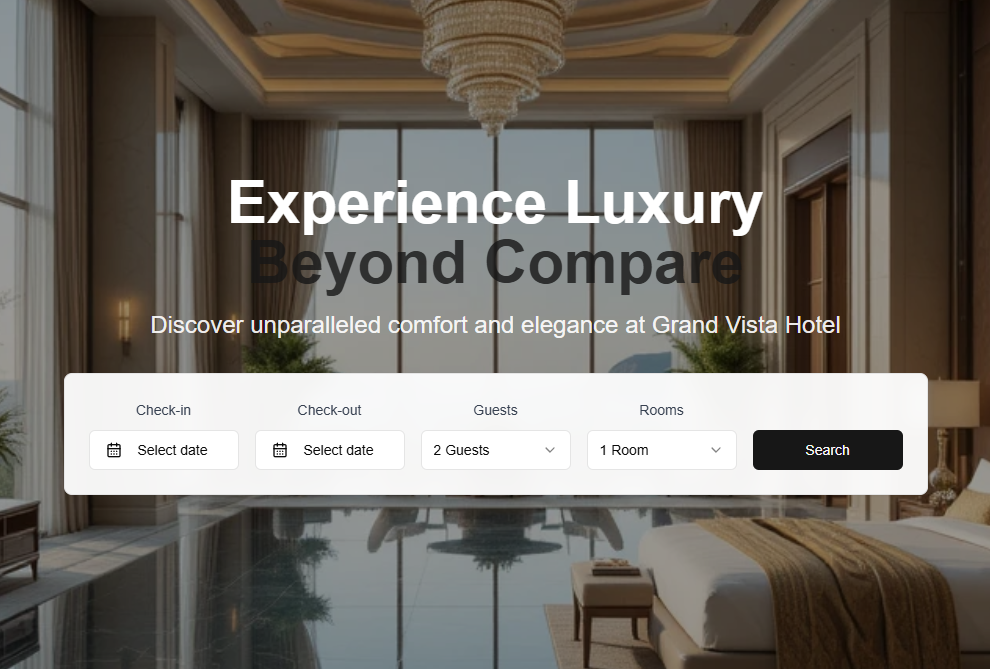 Experience Luxury
Beyond Compare
Discover unparalleled comfort and elegance at Grand Vista Hotel
Check-in Check-out Guests Rooms
Select date Select date 2 Guests 1 Room Search